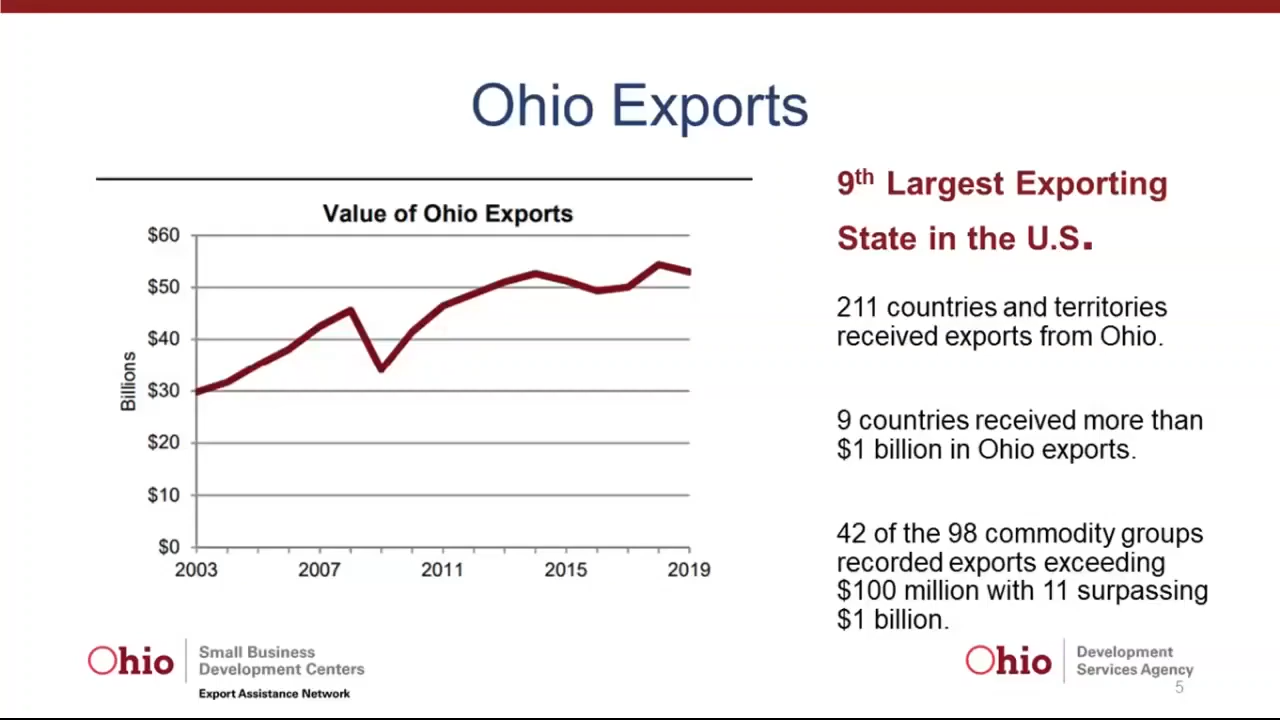 Ohio Exports
Value of Ohio Exports
$60
$50
$40
$30
$20
$10
$0
Billions
2003 2007 2011 2015 2019
9th Largest Exporting
State in the U.S.
211 countries and territories
received exports from Ohio.
9 countries received more than
$1 billion in Ohio exports.
42 of the 98 commodity groups
recorded exports exceeding
$100 million with 11 surpassing
$1 billion.
Ohio
Small Business
Development Centers
Export Assistance Network
Ohio
Development
Services Agency
5